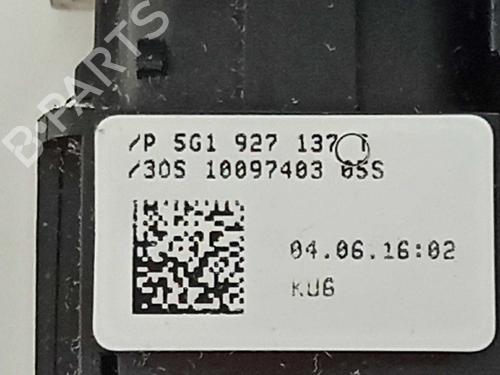 B-PARTS
/P 5G1 927 137
/30S 10097403 05S
04.06.16:02
KU6